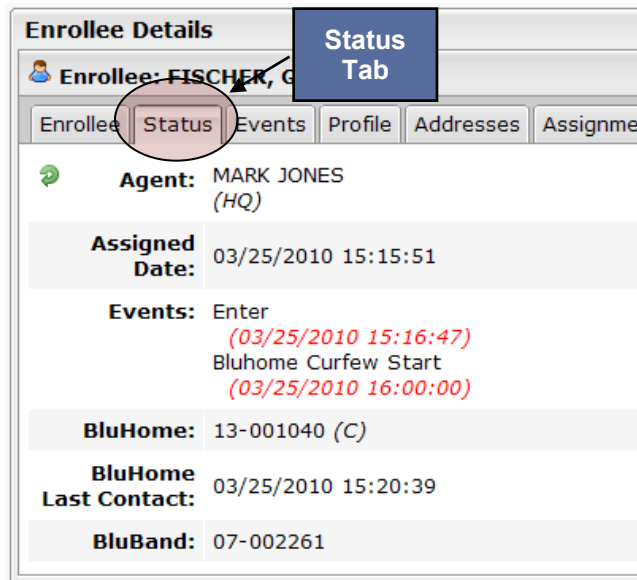 Enrollee Details
Status
Tab
Enrollee: FISCHER, G
Enrollee Status Events Profile Addresses Assignme
Agent: MARK JONES
(HQ)
Assigned
Date: 03/25/2010 15:15:51
Events: Enter
(03/25/2010 15:16:47)
Bluhome Curfew Start
(03/25/2010 16:00:00)
BluHome: 13-001040 (C)
BluHome
Last Contact: 03/25/2010 15:20:39
BluBand: 07-002261